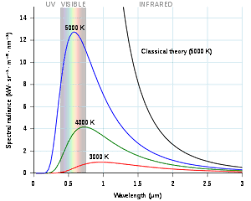 UV VISIBLE INFRARED
14
12
10
8
6
4
2
0
5000 K
Classical theory (5000 K)
4000 K
3000 K
Spectral radiance (kW · sr⁻¹ · m⁻² · nm⁻¹)
0 0.5 1 1.5 2 2.5 3
Wavelength (μm)